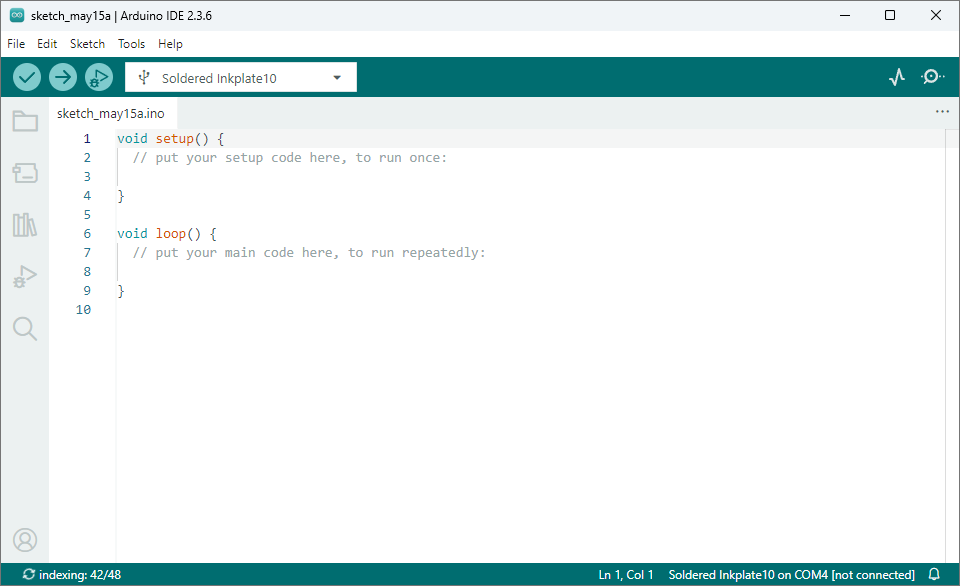 sketch_may15a | Arduino IDE 2.3.6
File Edit Sketch Tools Help
Soldered Inkplate10
sketch_may15a.ino
1 void setup() {
2 // put your setup code here, to run once:
3
4 }
5
6 void loop() {
7 // put your main code here, to run repeatedly:
8
9 }
10
indexing: 42/48 Ln 1, Col 1 Soldered Inkplate10 on COM4 [not connected]